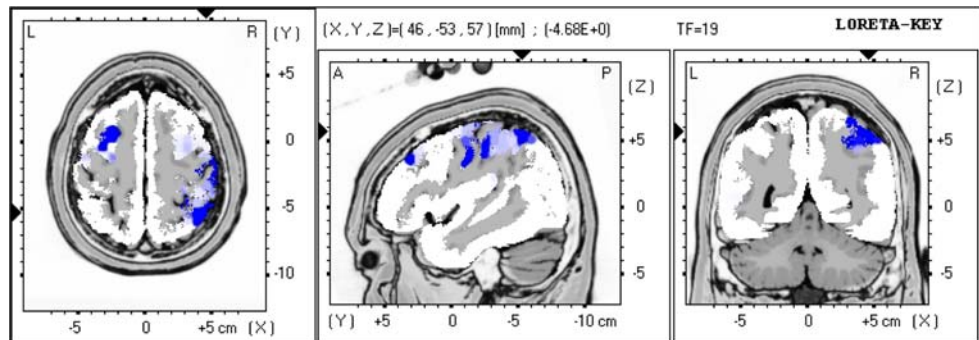 (X,Y,Z)=(46,-53,57)[mm] ; (-4.68E+0) TF=19 LORETA-KEY
L R (Y)
+5
0
-5
-10
-5 0 +5 cm (X)
A P (Z)
+5
0
-5
(Y) +5 0 -5 -10 cm
L R (Z)
+5
0
-5
-5 0 +5 cm (X)